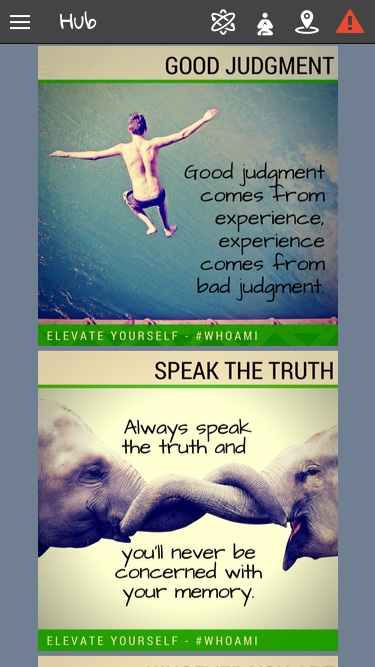 Hub
GOOD JUDGMENT
Good judgment
comes from
experience,
experience
comes from
bad judgment.
ELEVATE YOURSELF - #WHOAMI
SPEAK THE TRUTH
Always speak
the truth and
you'll never be
concerned with
your memory.
ELEVATE YOURSELF - #WHOAMI